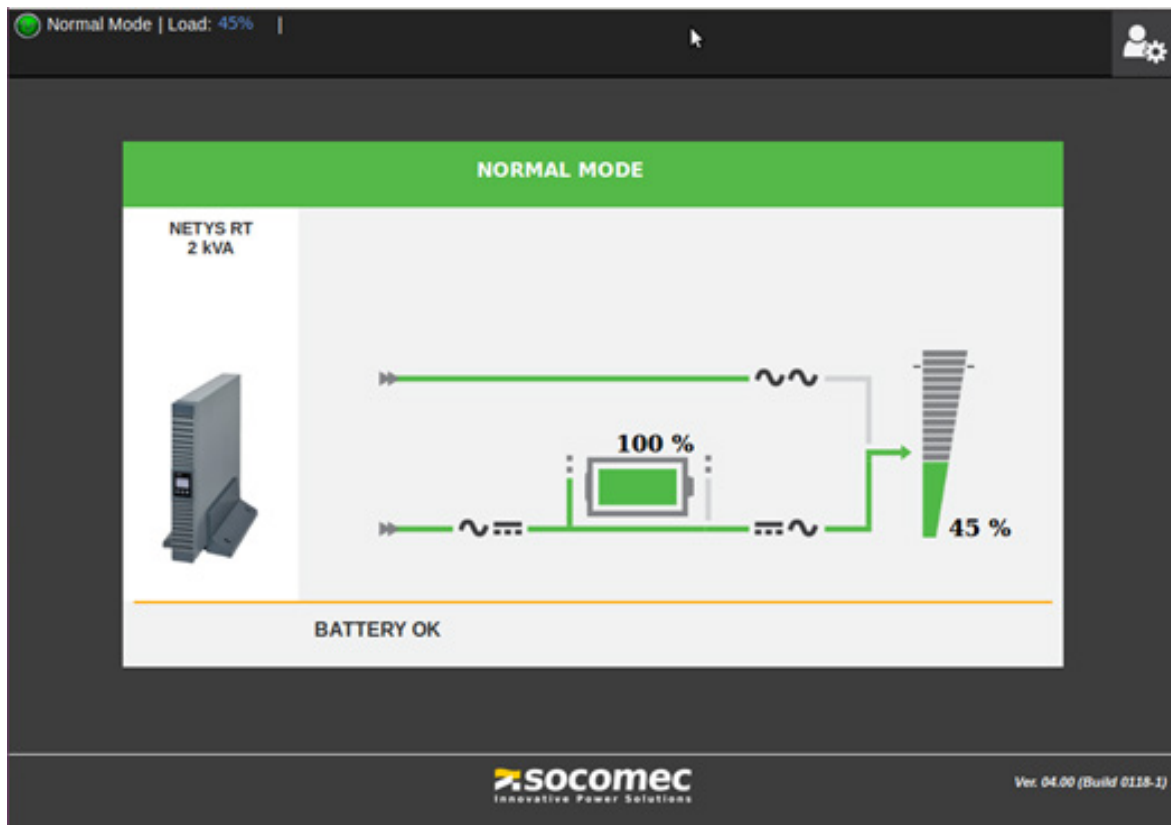 Normal Mode | Load: 45% |
NORMAL MODE
NETYS RT
2 kVA
100 %
45 %
BATTERY OK
socomec
Innovative Power Solutions
Ver. 04.00 (Build 0118-1)